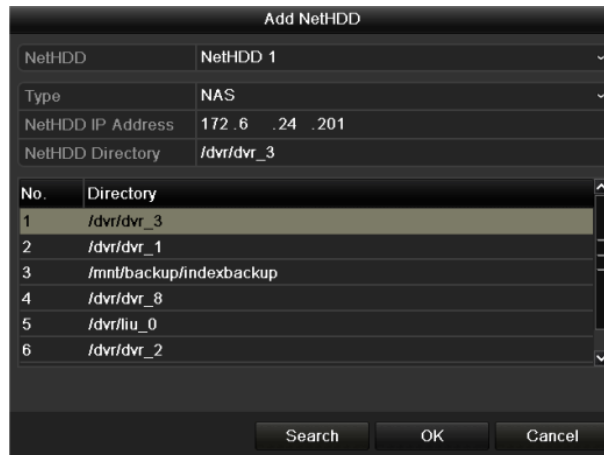 Add NetHDD
NetHDD NetHDD 1
Type NAS
NetHDD IP Address 172 .6 .24 .201
NetHDD Directory /dvr/dvr_3
No. Directory
1 /dvr/dvr_3
2 /dvr/dvr_1
3 /mnt/backup/indexbackup
4 /dvr/dvr_8
5 /dvr/liu_0
6 /dvr/dvr_2
Search OK Cancel